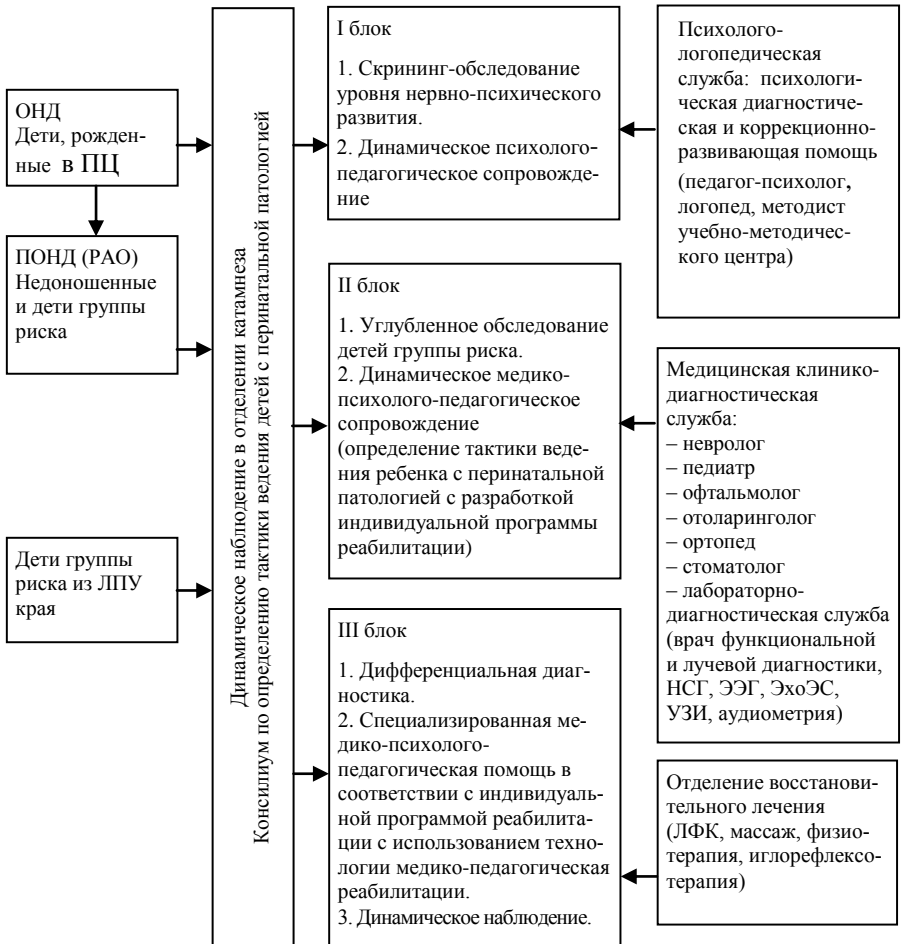 ОНД
Дети, рожден-
ные в ПЦ
ПОНД (РАО)
Недоношенные
и дети группы
риска
Дети группы
риска из ЛПУ
края
Динамическое наблюдение в отделении катамнеза
Консилиум по определению тактики ведения детей с перинатальной патологией
I блок
1. Скрининг-обследование
уровня нервно-психического
развития.
2. Динамическое психолого-
педагогическое сопровожде-
ние
II блок
1. Углубленное обследование
детей группы риска.
2. Динамическое медико-
психолого-педагогическое
сопровождение
(определение тактики веде-
ния ребенка с перинатальной
патологией с разработкой
индивидуальной программы
реабилитации)
III блок
1. Дифференциальная диаг-
ностика.
2. Специализированная ме-
дико-психолого-
педагогическая помощь в
соответствии с индивидуаль-
ной программой реабилита-
ции с использованием техно-
логии медико-педагогическая
реабилитации.
3. Динамическое наблюдение.
Психолого-
логопедическая
служба: психологи-
ческая диагностичес-
кая и коррекционно-
развивающая помощь
(педагог-психолог,
логопед, методист
учебно-методичес-
кого центра)
Медицинская клинико-
диагностическая
служба:
– невролог
– педиатр
– офтальмолог
– отоларинголог
– ортопед
– стоматолог
– лабораторно-
диагностическая служба
(врач функциональной
и лучевой диагностики,
НСГ, ЭЭГ, ЭхоЭС,
УЗИ, аудиометрия)
Отделение восстанови-
тельного лечения
(ЛФК, массаж, физио-
терапия, иглорефлексо-
терапия)